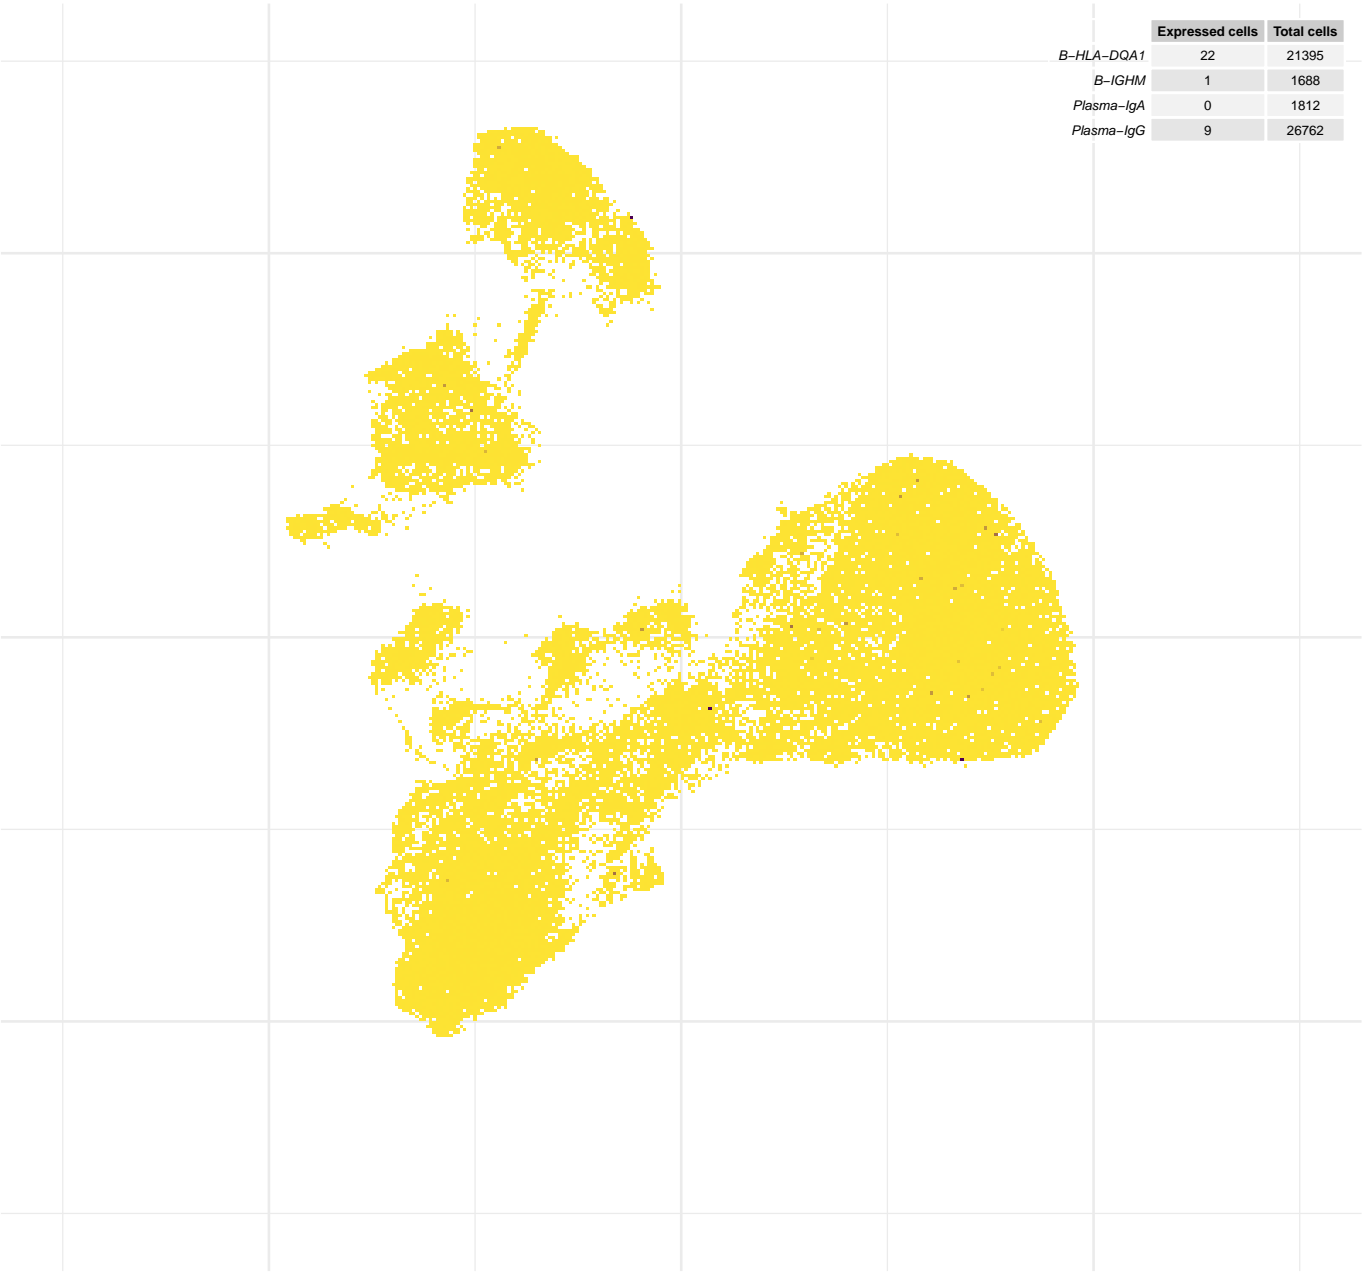 Expressed cells Total cells
B−HLA−DQA1 22 21395
B−IGHM 1 1688
Plasma−IgA 0 1812
Plasma−IgG 9 26762